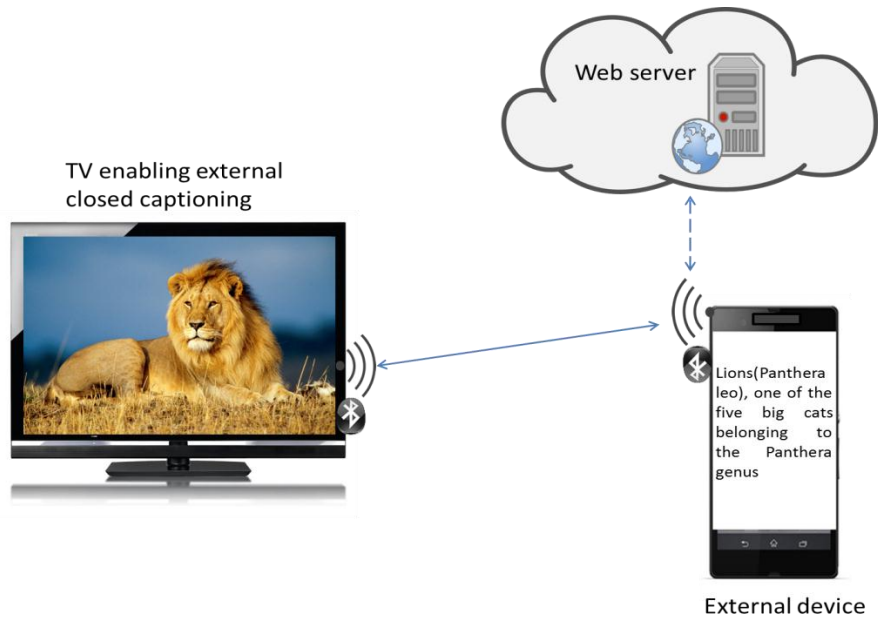 Web server
TV enabling external
closed captioning
Lions(Panthera
leo), one of the
five big cats
belonging to
the Panthera
genus
External device